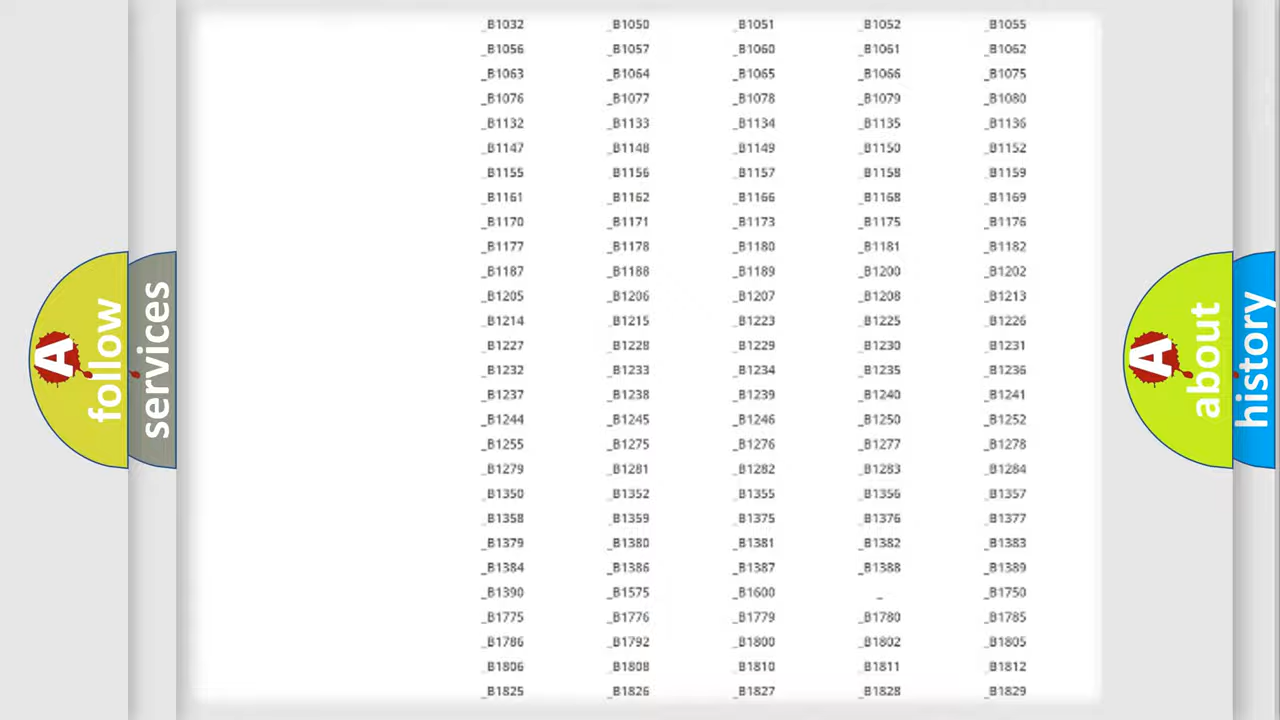 _B1032 _B1050 _B1051 _B1052 _B1055
_B1056 _B1057 _B1060 _B1061 _B1062
_B1063 _B1064 _B1065 _B1066 _B1075
_B1076 _B1077 _B1078 _B1079 _B1080
_B1132 _B1133 _B1134 _B1135 _B1136
_B1147 _B1148 _B1149 _B1150 _B1152
_B1155 _B1156 _B1157 _B1158 _B1159
_B1161 _B1162 _B1166 _B1168 _B1169
_B1170 _B1171 _B1173 _B1175 _B1176
_B1177 _B1178 _B1180 _B1181 _B1182
_B1187 _B1188 _B1189 _B1200 _B1202
_B1205 _B1206 _B1207 _B1208 _B1213
_B1214 _B1215 _B1223 _B1225 _B1226
_B1227 _B1228 _B1229 _B1230 _B1231
_B1232 _B1233 _B1234 _B1235 _B1236
_B1237 _B1238 _B1239 _B1240 _B1241
_B1244 _B1245 _B1246 _B1250 _B1252
_B1255 _B1275 _B1276 _B1277 _B1278
_B1279 _B1281 _B1282 _B1283 _B1284
_B1350 _B1352 _B1355 _B1356 _B1357
_B1358 _B1359 _B1375 _B1376 _B1377
_B1379 _B1380 _B1381 _B1382 _B1383
_B1384 _B1386 _B1387 _B1388 _B1389
_B1390 _B1575 _B1600 _ _B1750
_B1775 _B1776 _B1779 _B1780 _B1785
_B1786 _B1792 _B1800 _B1802 _B1805
_B1806 _B1808 _B1810 _B1811 _B1812
_B1825 _B1826 _B1827 _B1828 _B1829
A
follow
services
A
about
history